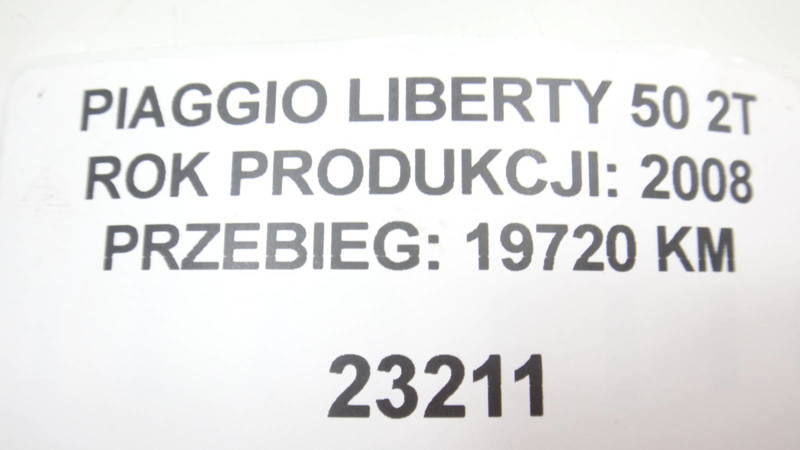 PIAGGIO LIBERTY 50 2T
ROK PRODUKCJI: 2008
PRZEBIEG: 19720 KM
23211